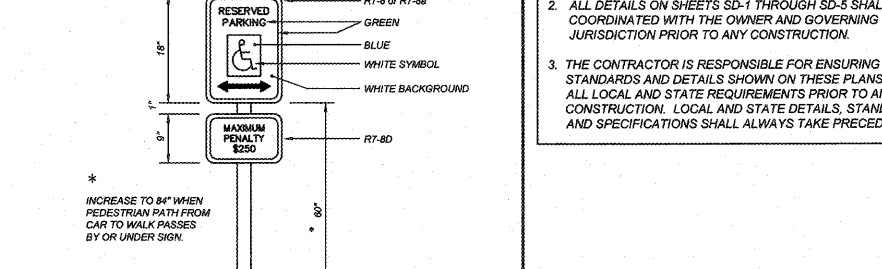 R7-8 or R7-8a
RESERVED
PARKING
GREEN
BLUE
WHITE SYMBOL
WHITE BACKGROUND
18"
1"
9"
MAXIMUM
PENALTY
$250
R7-8D
*
INCREASE TO 84" WHEN
PEDESTRIAN PATH FROM
CAR TO WALK PASSES
BY OR UNDER SIGN.
* 60"
2. ALL DETAILS ON SHEETS SD-1 THROUGH SD-5 SHAL
COORDINATED WITH THE OWNER AND GOVERNING
JURISDICTION PRIOR TO ANY CONSTRUCTION.
3. THE CONTRACTOR IS RESPONSIBLE FOR ENSURING
STANDARDS AND DETAILS SHOWN ON THESE PLANS
ALL LOCAL AND STATE REQUIREMENTS PRIOR TO A
CONSTRUCTION. LOCAL AND STATE DETAILS, STAN
AND SPECIFICATIONS SHALL ALWAYS TAKE PRECED